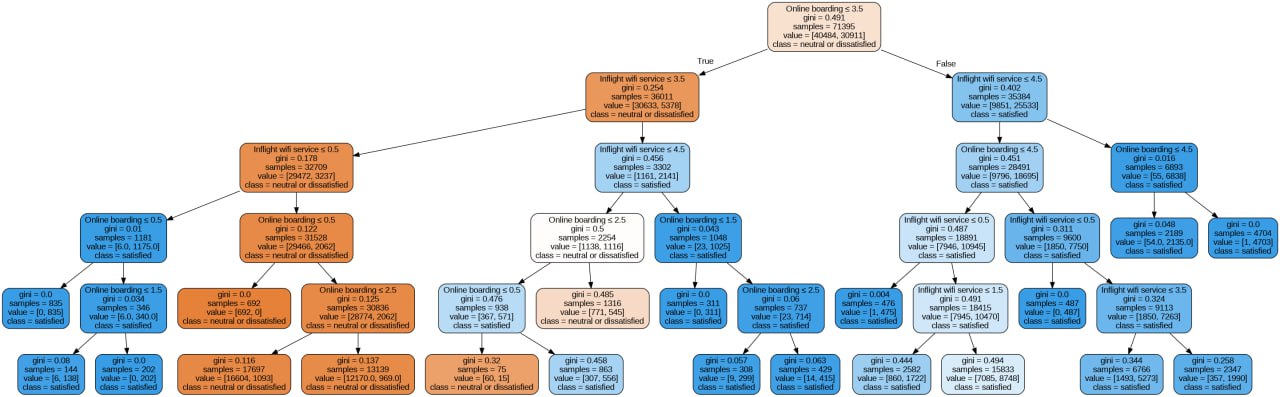 Online boarding ≤ 3.5
gini = 0.491
samples = 71395
value = [40484, 30911]
class = neutral or dissatisfied
True
False
Inflight wifi service ≤ 3.5
gini = 0.254
samples = 36011
value = [30633, 5378]
class = neutral or dissatisfied
Inflight wifi service ≤ 4.5
gini = 0.402
samples = 35384
value = [9851, 25533]
class = satisfied
Inflight wifi service ≤ 0.5
gini = 0.178
samples = 32709
value = [29472, 3237]
class = neutral or dissatisfied
Inflight wifi service ≤ 4.5
gini = 0.456
samples = 3302
value = [1161, 2141]
class = satisfied
Online boarding ≤ 4.5
gini = 0.451
samples = 28491
value = [9796, 18695]
class = satisfied
Online boarding ≤ 4.5
gini = 0.016
samples = 6893
value = [55, 6838]
class = satisfied
Online boarding ≤ 0.5
gini = 0.01
samples = 1181
value = [6.0, 1175.0]
class = satisfied
Online boarding ≤ 0.5
gini = 0.122
samples = 31528
value = [29466, 2062]
class = neutral or dissatisfied
Online boarding ≤ 2.5
gini = 0.5
samples = 2254
value = [1138, 1116]
class = neutral or dissatisfied
Online boarding ≤ 1.5
gini = 0.043
samples = 1048
value = [23, 1025]
class = satisfied
Inflight wifi service ≤ 0.5
gini = 0.487
samples = 18891
value = [7946, 10945]
class = satisfied
Inflight wifi service ≤ 0.5
gini = 0.311
samples = 9600
value = [1850, 7750]
class = satisfied
gini = 0.048
samples = 2189
value = [54.0, 2135.0]
class = satisfied
gini = 0.0
samples = 4704
value = [1, 4703]
class = satisfied
gini = 0.0
samples = 835
value = [0, 835]
class = satisfied
Online boarding ≤ 1.5
gini = 0.034
samples = 346
value = [6.0, 340.0]
class = satisfied
gini = 0.0
samples = 692
value = [692, 0]
class = neutral or dissatisfied
Online boarding ≤ 2.5
gini = 0.125
samples = 30836
value = [28774, 2062]
class = neutral or dissatisfied
Online boarding ≤ 0.5
gini = 0.476
samples = 938
value = [367, 571]
class = satisfied
gini = 0.485
samples = 1316
value = [771, 545]
class = neutral or dissatisfied
gini = 0.0
samples = 311
value = [0, 311]
class = satisfied
Online boarding ≤ 2.5
gini = 0.06
samples = 737
value = [23, 714]
class = satisfied
gini = 0.004
samples = 476
value = [1, 475]
class = satisfied
Inflight wifi service ≤ 1.5
gini = 0.491
samples = 18415
value = [7945, 10470]
class = satisfied
gini = 0.0
samples = 487
value = [0, 487]
class = satisfied
Inflight wifi service ≤ 3.5
gini = 0.324
samples = 9113
value = [1850, 7263]
class = satisfied
gini = 0.08
samples = 144
value = [6, 138]
class = satisfied
gini = 0.0
samples = 202
value = [0, 202]
class = satisfied
gini = 0.116
samples = 17697
value = [16604, 1093]
class = neutral or dissatisfied
gini = 0.137
samples = 13139
value = [12170.0, 969.0]
class = neutral or dissatisfied
gini = 0.32
samples = 75
value = [60, 15]
class = neutral or dissatisfied
gini = 0.458
samples = 863
value = [307, 556]
class = satisfied
gini = 0.057
samples = 308
value = [9, 299]
class = satisfied
gini = 0.063
samples = 429
value = [14, 415]
class = satisfied
gini = 0.444
samples = 2582
value = [860, 1722]
class = satisfied
gini = 0.494
samples = 15833
value = [7085, 8748]
class = satisfied
gini = 0.344
samples = 6766
value = [1493, 5273]
class = satisfied
gini = 0.258
samples = 2347
value = [357, 1990]
class = satisfied